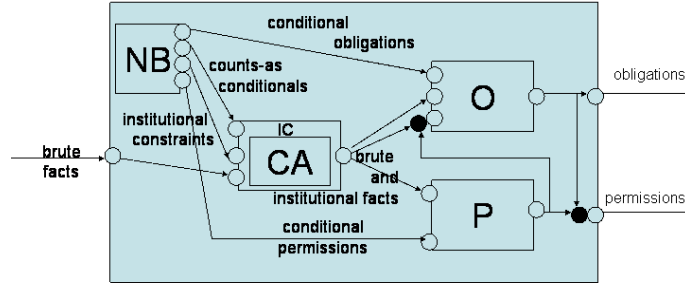 conditional
obligations
NB
counts-as
conditionals
O
obligations
institutional
constraints
IC
CA
brute
facts
brute
and
institutional facts
P
permissions
conditional
permissions